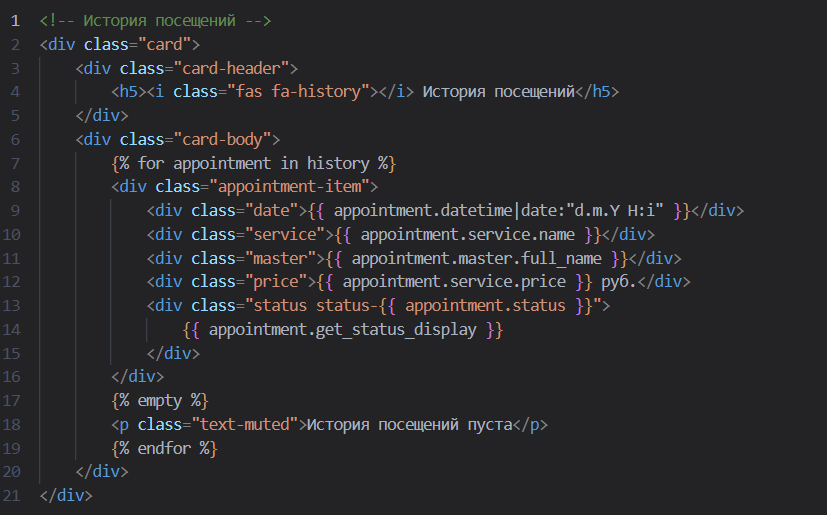 1 <!-- История посещений -->
2 <div class="card">
3 <div class="card-header">
4 <h5><i class="fas fa-history"></i> История посещений</h5>
5 </div>
6 <div class="card-body">
7 {% for appointment in history %}
8 <div class="appointment-item">
9 <div class="date">{{ appointment.datetime|date:"d.m.Y H:i" }}</div>
10 <div class="service">{{ appointment.service.name }}</div>
11 <div class="master">{{ appointment.master.full_name }}</div>
12 <div class="price">{{ appointment.service.price }} руб.</div>
13 <div class="status status-{{ appointment.status }}">
14 {{ appointment.get_status_display }}
15 </div>
16 </div>
17 {% empty %}
18 <p class="text-muted">История посещений пуста</p>
19 {% endfor %}
20 </div>
21 </div>